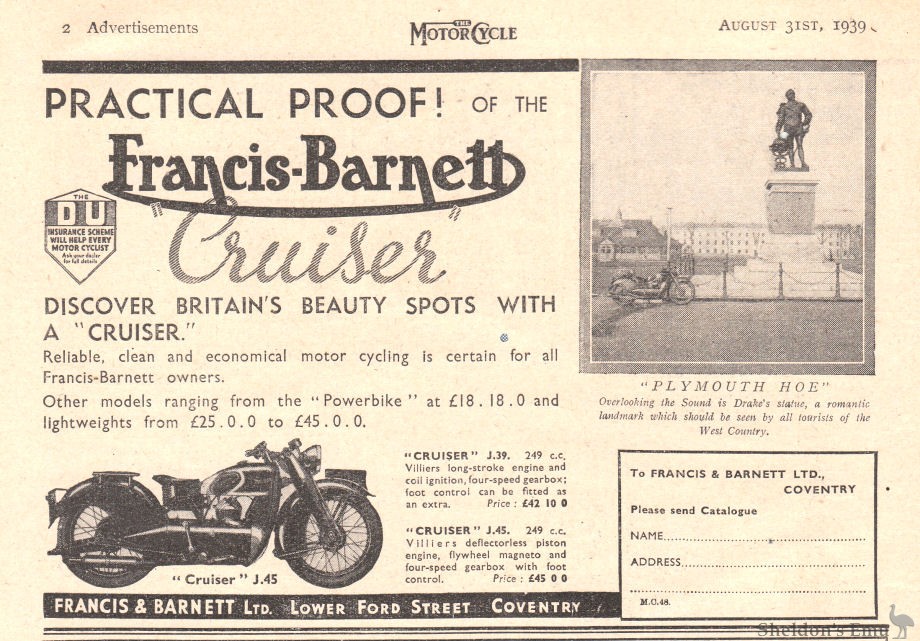 2 Advertisements
THE
MOTOR CYCLE
AUGUST 31ST, 1939
PRACTICAL PROOF! OF THE
Francis-Barnett
"Cruiser"
THE
DU
INSURANCE SCHEME
WILL HELP EVERY
MOTOR CYCLIST
Ask your dealer
for full details
DISCOVER BRITAIN'S BEAUTY SPOTS WITH
A "CRUISER."
Reliable, clean and economical motor cycling is certain for all
Francis-Barnett owners.
Other models ranging from the "Powerbike" at £18.18.0 and
lightweights from £25.0.0 to £45.0.0.
"PLYMOUTH HOE"
Overlooking the Sound is Drake's statue, a romantic
landmark which should be seen by all tourists of the
West Country.
"CRUISER" J.39. 249 c.c.
Villiers long-stroke engine and
coil ignition, four-speed gearbox;
foot control can be fitted as
an extra. Price: £42 10 0
"CRUISER" J.45. 249 c.c.
Villiers deflectorless piston
engine, flywheel magneto and
four-speed gearbox with foot
control. Price: £45 0 0
"Cruiser" J.45
To FRANCIS & BARNETT LTD.,
COVENTRY
Please send Catalogue
NAME
ADDRESS
M.C.48.
FRANCIS & BARNETT LTD. LOWER FORD STREET COVENTRY
Sheldon's Emu